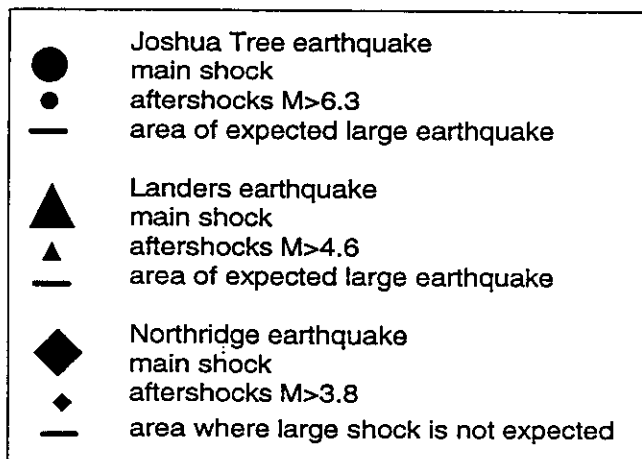 Joshua Tree earthquake
main shock
aftershocks M>6.3
area of expected large earthquake
Landers earthquake
main shock
aftershocks M>4.6
area of expected large earthquake
Northridge earthquake
main shock
aftershocks M>3.8
area where large shock is not expected